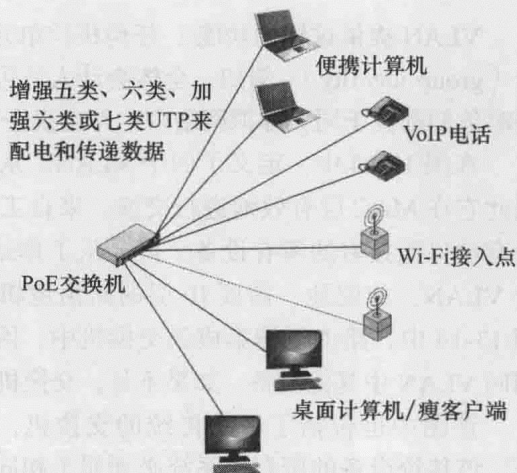 便携计算机
增强五类、六类、加
强六类或七类UTP来
配电和传递数据
VoIP电话
Wi-Fi接入点
PoE交换机
桌面计算机/瘦客户端